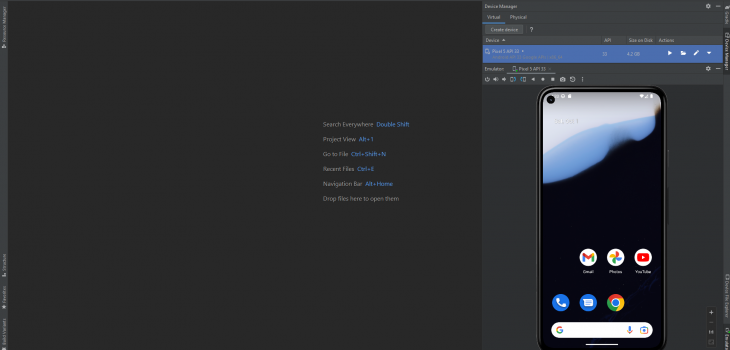 Resource Manager
Device Manager
Virtual Physical
Create device ?
Device API Size on Disk Actions
Pixel 5 API 33
4.2 GB
Emulator: Pixel 5 API 33
Search Everywhere Double Shift
Project View Alt+1
Go to File Ctrl+Shift+N
Recent Files Ctrl+E
Navigation Bar Alt+Home
Drop files here to open them
Gmail Photos YouTube
Structure
Favorites
Build Variants
Gradle
Device Manager
Device File Explorer
Emulator